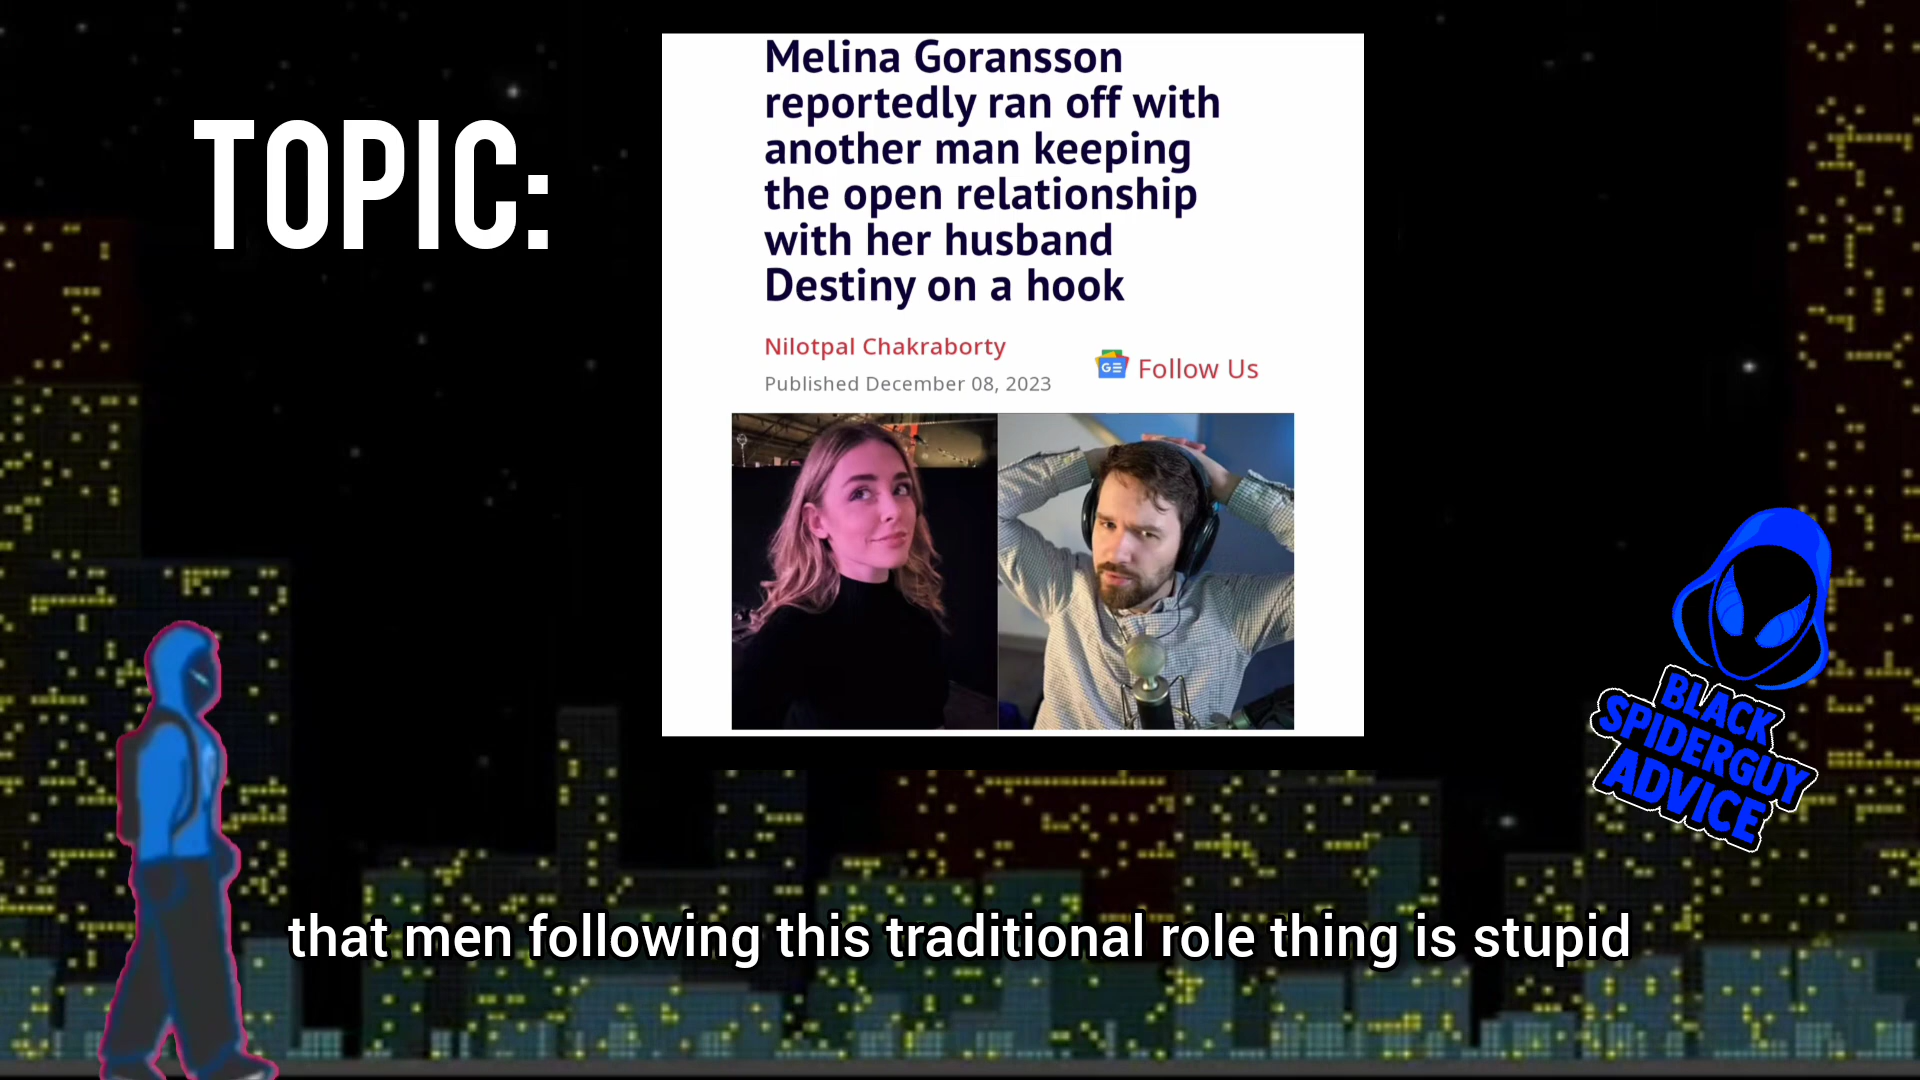 TOPIC:
Melina Goransson
reportedly ran off with
another man keeping
the open relationship
with her husband
Destiny on a hook
Nilotpal Chakraborty
Published December 08, 2023
GE Follow Us
BLACK
SPIDERGUY
ADVICE
that men following this traditional role thing is stupid